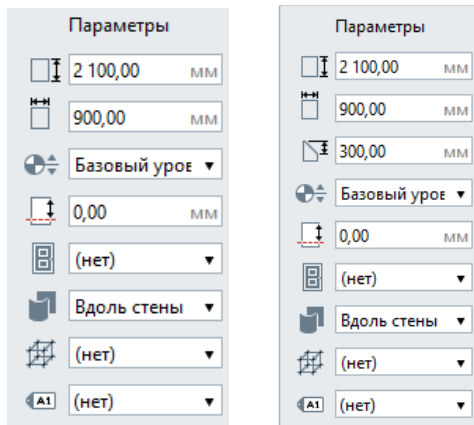 Параметры
2 100,00 мм
900,00 мм
Базовый уров
0,00 мм
(нет)
Вдоль стены
(нет)
A1 (нет)
Параметры
2 100,00 мм
900,00 мм
300,00 мм
Базовый уров
0,00 мм
(нет)
Вдоль стены
(нет)
A1 (нет)